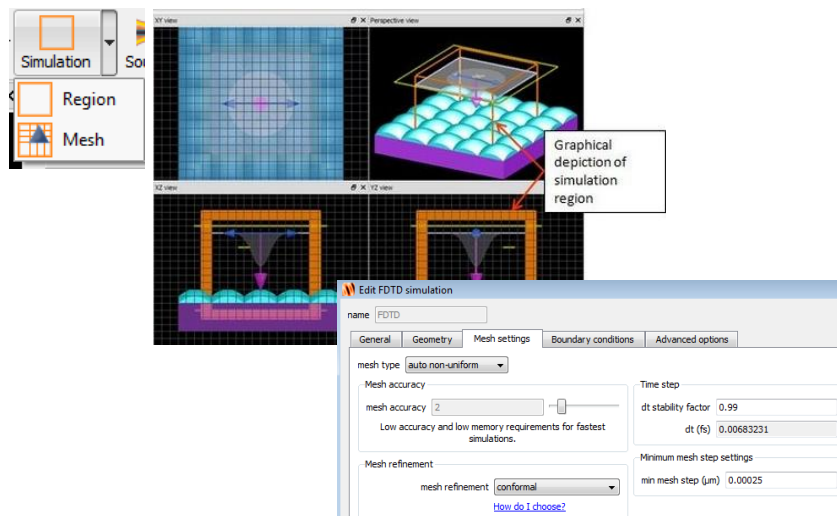 Simulation
Sou
Region
Mesh
XY view
Perspective view
XZ view
YZ view
Graphical
depiction of
simulation
region
Edit FDTD simulation
name FDTD
General Geometry Mesh settings Boundary conditions Advanced options
mesh type auto non-uniform
Mesh accuracy
mesh accuracy 2
Low accuracy and low memory requirements for fastest
simulations.
Mesh refinement
mesh refinement conformal
How do I choose?
Time step
dt stability factor 0.99
dt (fs) 0.00683231
Minimum mesh step settings
min mesh step (μm) 0.00025